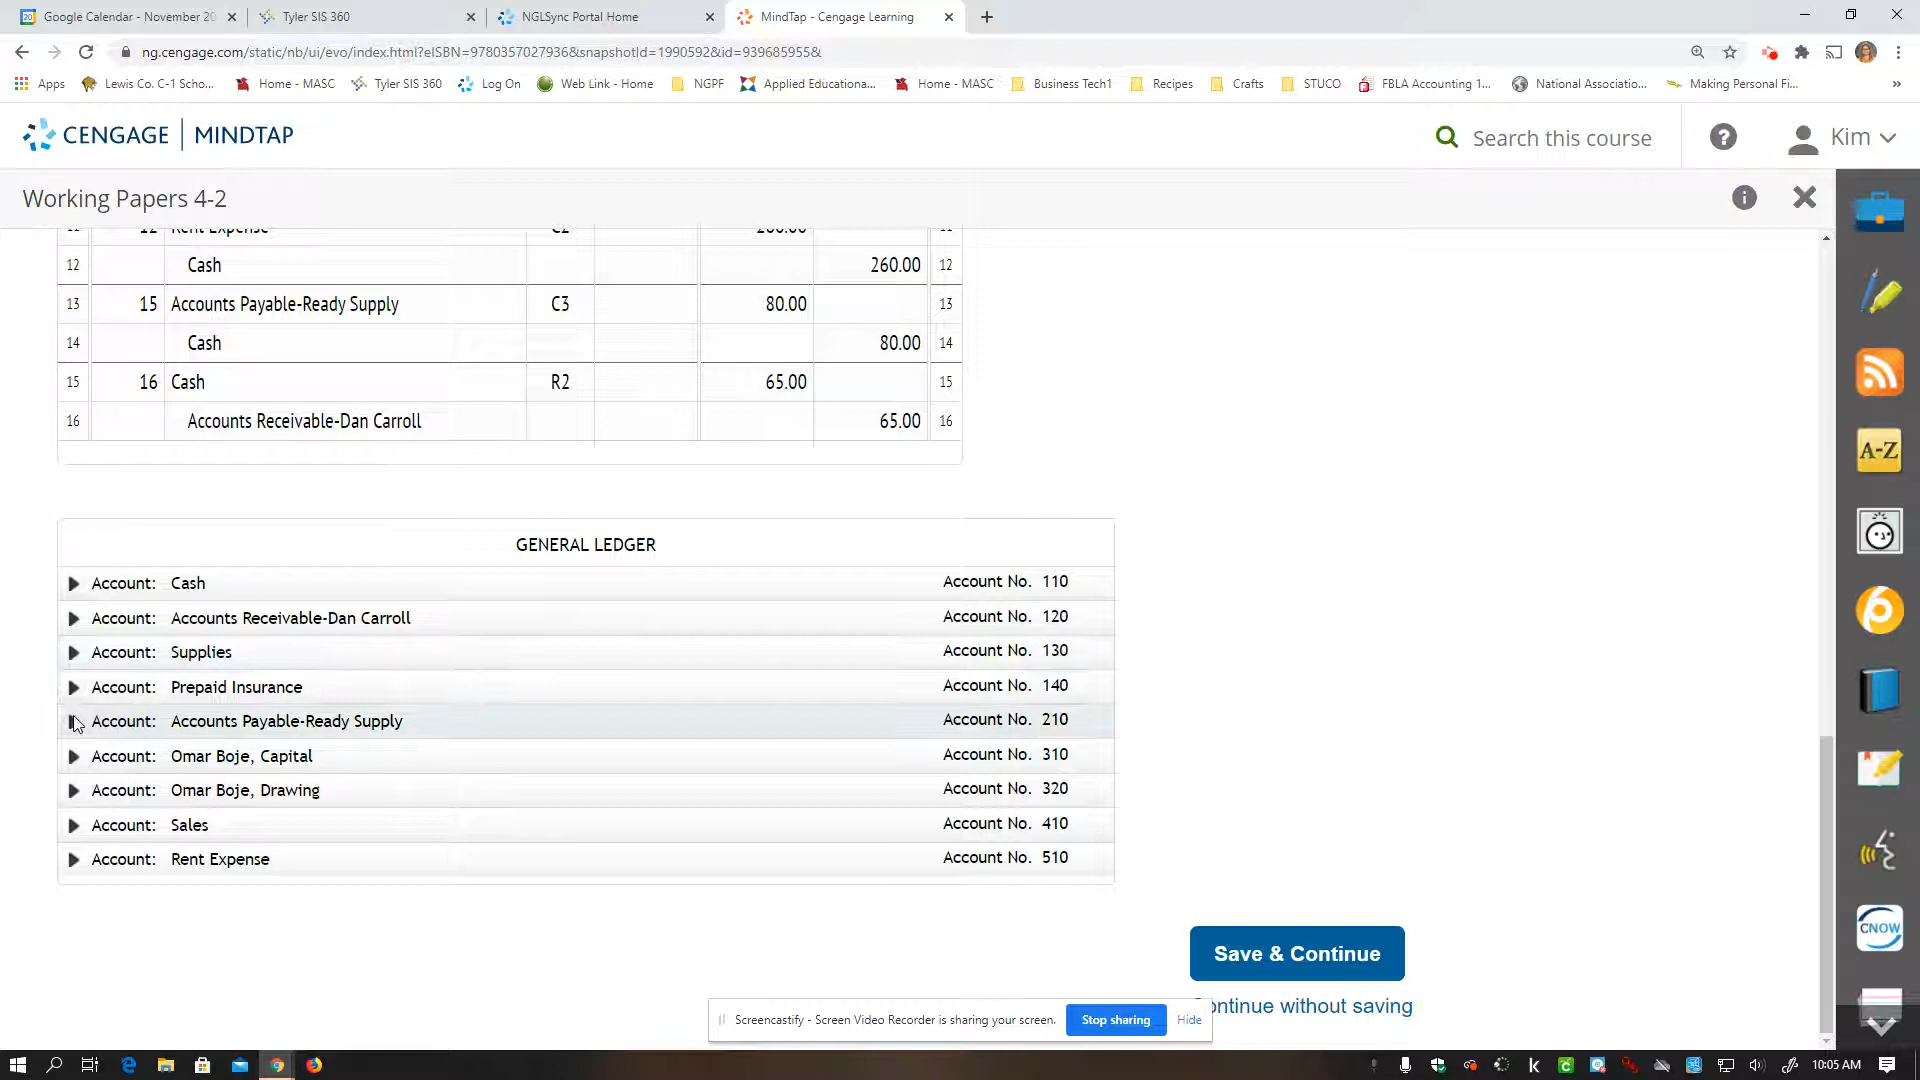 Google Calendar - November 20
Tyler SIS 360
NGLSync Portal Home
MindTap - Cengage Learning
ng.cengage.com/static/nb/ui/evo/index.html?eISBN=9780357027936&snapshotId=1990592&id=939685955&
Apps
Lewis Co. C-1 Scho...
Home - MASC
Tyler SIS 360
Log On
Web Link - Home
NGPF
Applied Educationa...
Home - MASC
Business Tech1
Recipes
Crafts
STUCO
FBLA Accounting 1...
National Associatio...
Making Personal Fi...
CENGAGE | MINDTAP
Search this course
Kim
Working Papers 4-2
12 Rent Expense C2 260.00
12 Cash 260.00 12
13 15 Accounts Payable-Ready Supply C3 80.00 13
14 Cash 80.00 14
15 16 Cash R2 65.00 15
16 Accounts Receivable-Dan Carroll 65.00 16
GENERAL LEDGER
Account: Cash Account No. 110
Account: Accounts Receivable-Dan Carroll Account No. 120
Account: Supplies Account No. 130
Account: Prepaid Insurance Account No. 140
Account: Accounts Payable-Ready Supply Account No. 210
Account: Omar Boje, Capital Account No. 310
Account: Omar Boje, Drawing Account No. 320
Account: Sales Account No. 410
Account: Rent Expense Account No. 510
Save & Continue
ontinue without saving
Screencastify - Screen Video Recorder is sharing your screen.
Stop sharing
Hide
A-Z
CNOW
10:05 AM